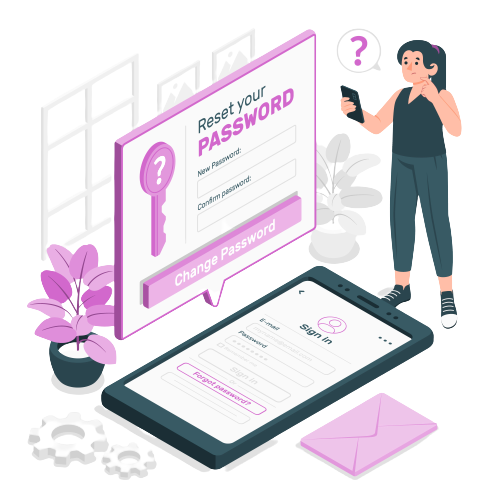 ?
Reset your
PASSWORD
?
New Password:
Confirm password:
Change Password
Sign in
E-mail
Password
********
Sign in
Forgot password?